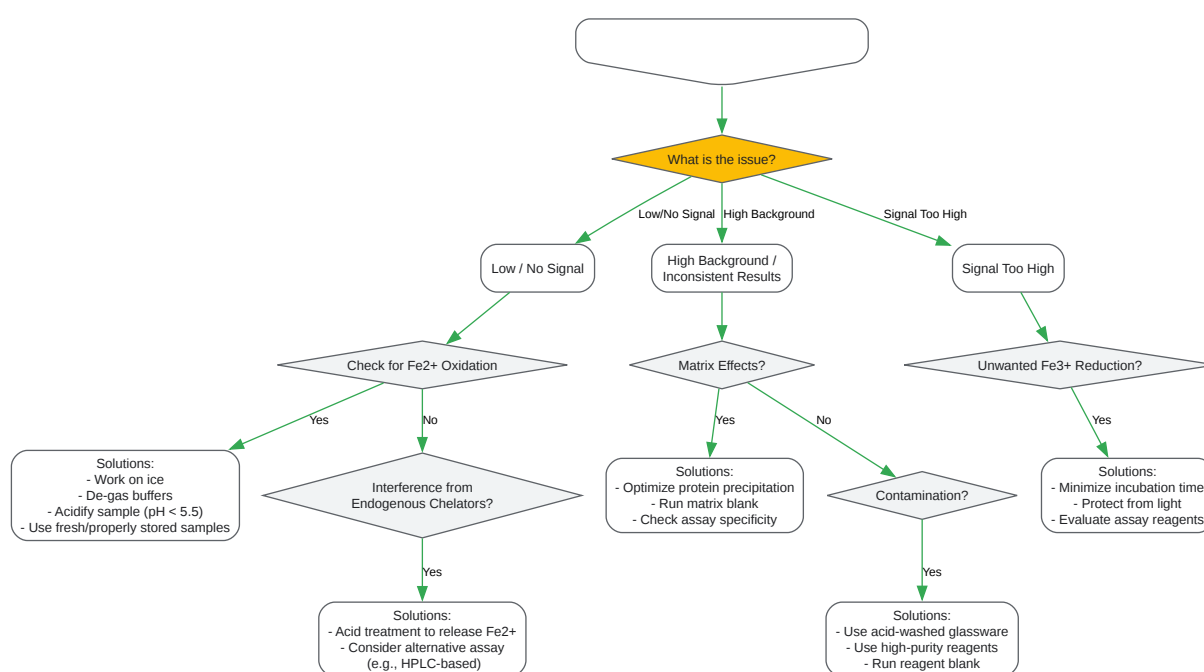 What is the issue?
Low/No Signal
High Background
Signal Too High
Low / No Signal
High Background /
Inconsistent Results
Signal Too High
Check for Fe2+ Oxidation
Matrix Effects?
Unwanted Fe3+ Reduction?
Yes
No
Yes
No
Yes
Solutions:
- Work on ice
- De-gas buffers
- Acidify sample (pH < 5.5)
- Use fresh/properly stored samples
Interference from
Endogenous Chelators?
Solutions:
- Optimize protein precipitation
- Run matrix blank
- Check assay specificity
Contamination?
Solutions:
- Minimize incubation time
- Protect from light
- Evaluate assay reagents
Yes
Yes
Solutions:
- Acid treatment to release Fe2+
- Consider alternative assay
(e.g., HPLC-based)
Solutions:
- Use acid-washed glassware
- Use high-purity reagents
- Run reagent blank